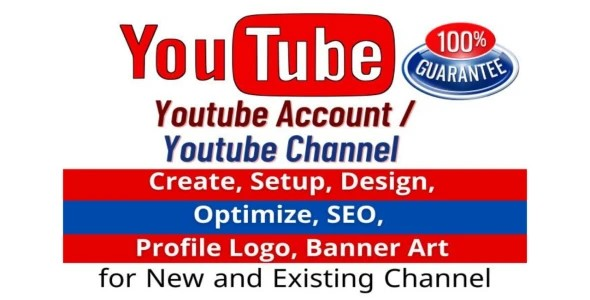 YouTube
100%
GUARANTEE
Youtube Account /
Youtube Channel
Create, Setup, Design,
Optimize, SEO,
Profile Logo, Banner Art
for New and Existing Channel